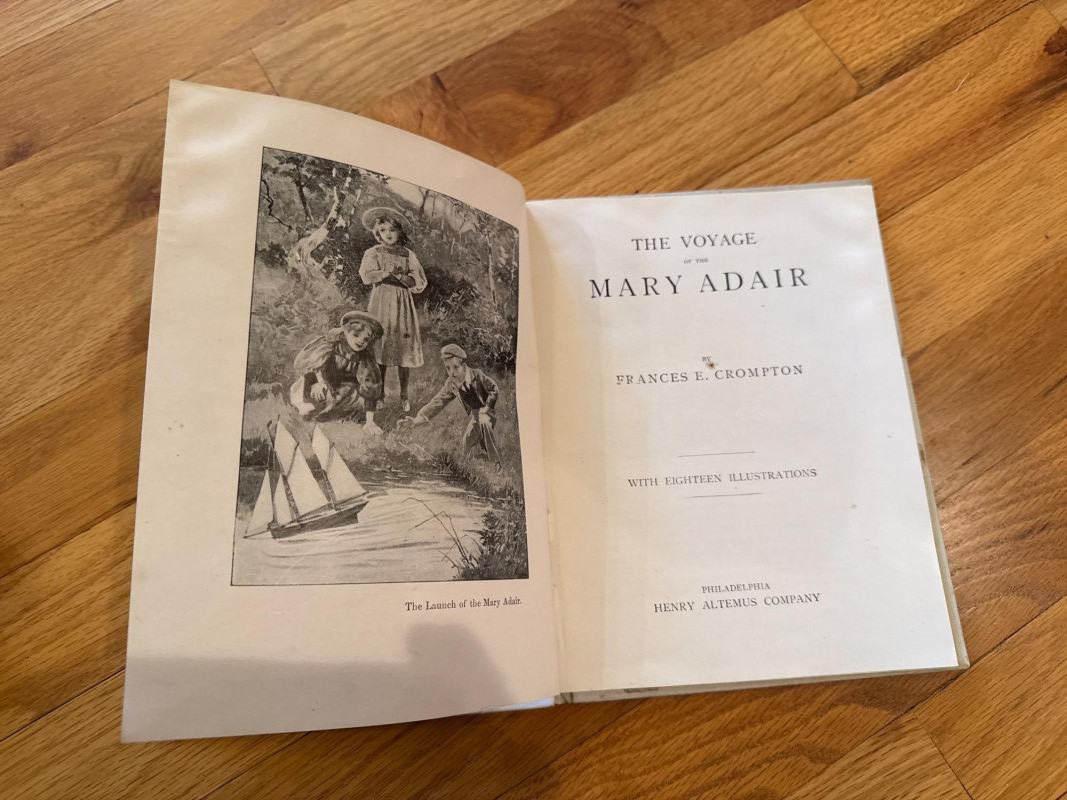 The Launch of the Mary Adair.
THE VOYAGE
OF THE
MARY ADAIR
BY
FRANCES E. CROMPTON
WITH EIGHTEEN ILLUSTRATIONS
PHILADELPHIA
HENRY ALTEMUS COMPANY